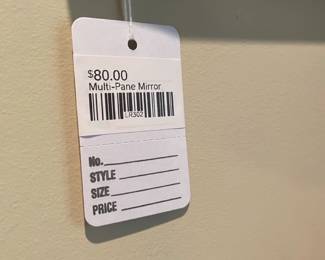 $80.00
Multi-Pane Mirror
LR302
No.
STYLE
SIZE
PRICE